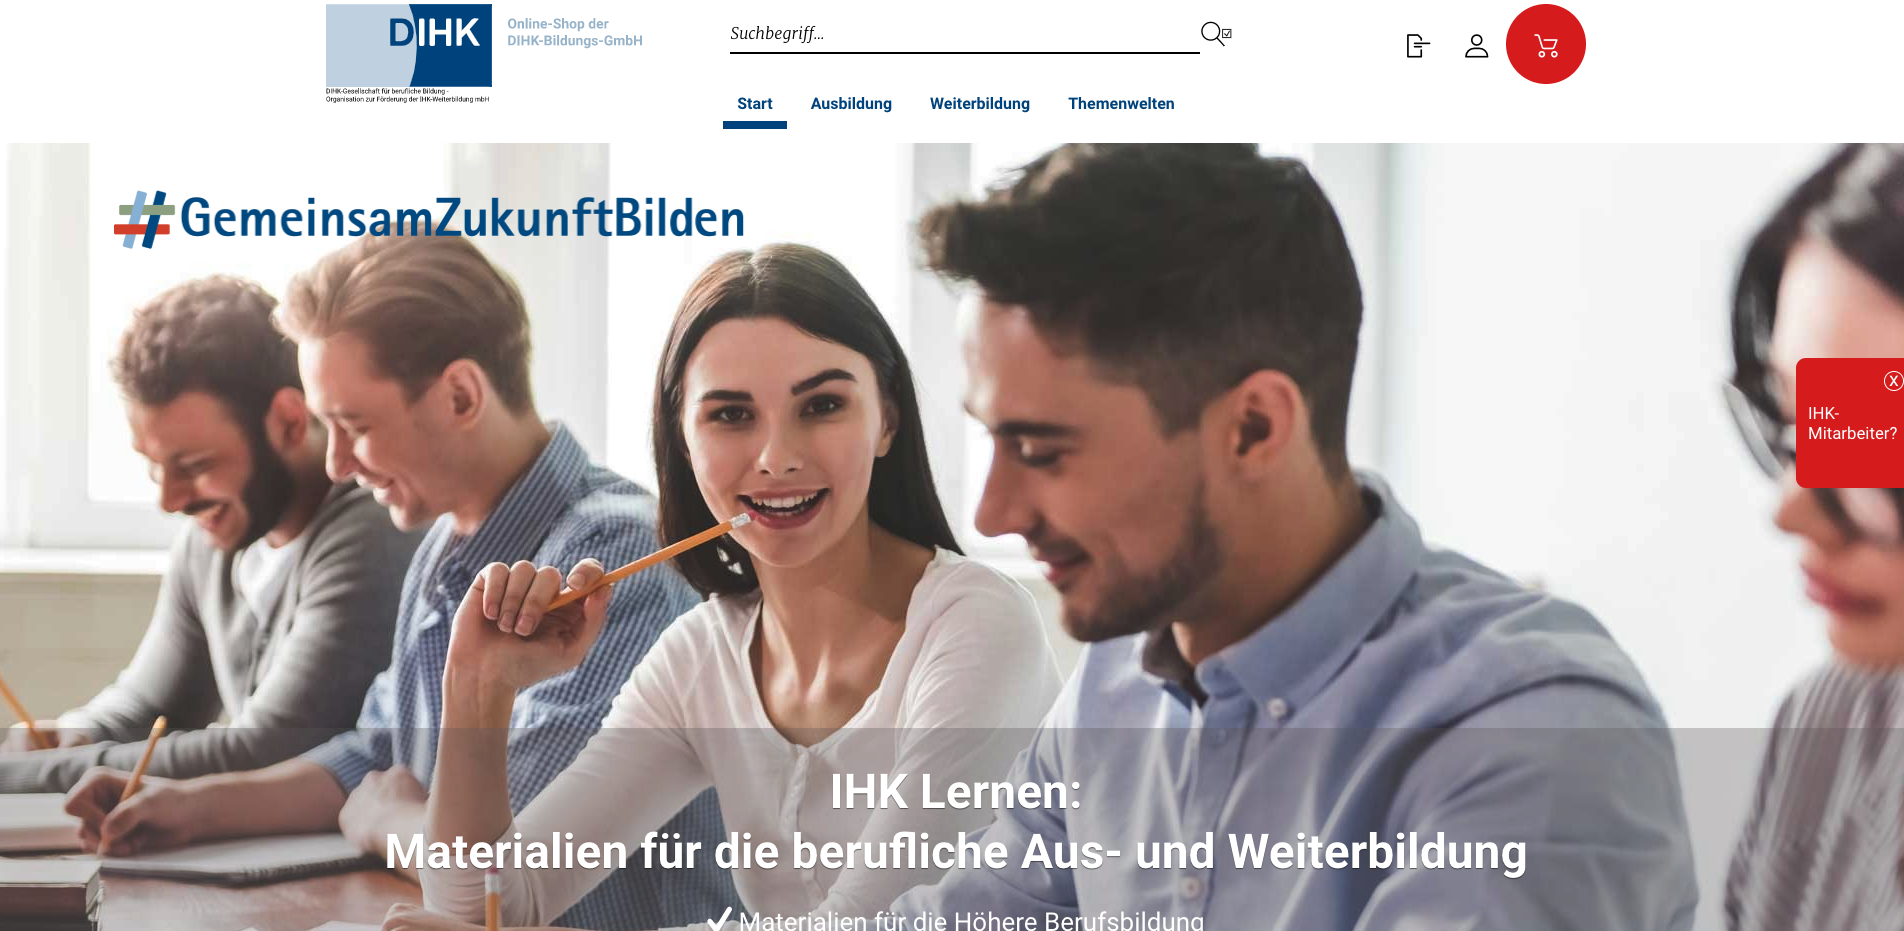 DIHK
Online-Shop der
DIHK-Bildungs-GmbH
DIHK-Gesellschaft für berufliche Bildung -
Organisation zur Förderung der IHK-Weiterbildung mbH
Suchbegriff...
Start Ausbildung Weiterbildung Themenwelten
#GemeinsamZukunftBilden
X
IHK-
Mitarbeiter?
IHK Lernen:
Materialien für die berufliche Aus- und Weiterbildung
Materialien für die Höhere Berufsbildung